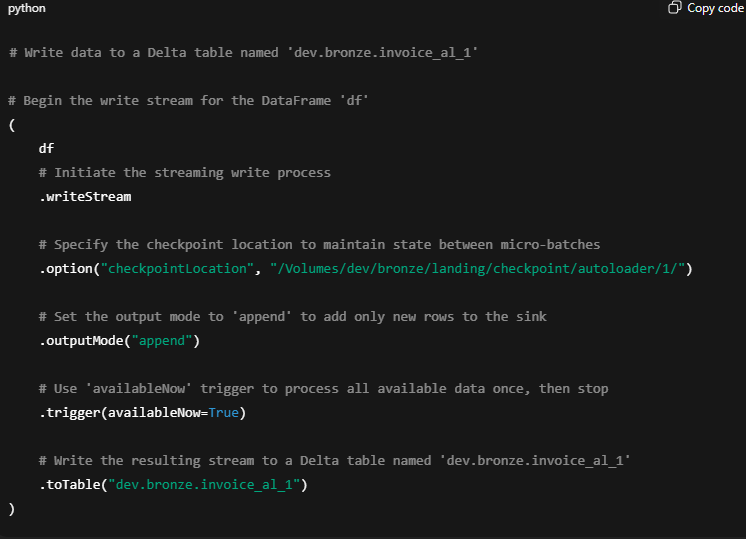 python
Copy code
# Write data to a Delta table named 'dev.bronze.invoice_al_1'
# Begin the write stream for the DataFrame 'df'
(
df
# Initiate the streaming write process
.writeStream
# Specify the checkpoint location to maintain state between micro-batches
.option("checkpointLocation", "/Volumes/dev/bronze/landing/checkpoint/autoloader/1/")
# Set the output mode to 'append' to add only new rows to the sink
.outputMode("append")
# Use 'availableNow' trigger to process all available data once, then stop
.trigger(availableNow=True)
# Write the resulting stream to a Delta table named 'dev.bronze.invoice_al_1'
.toTable("dev.bronze.invoice_al_1")
)